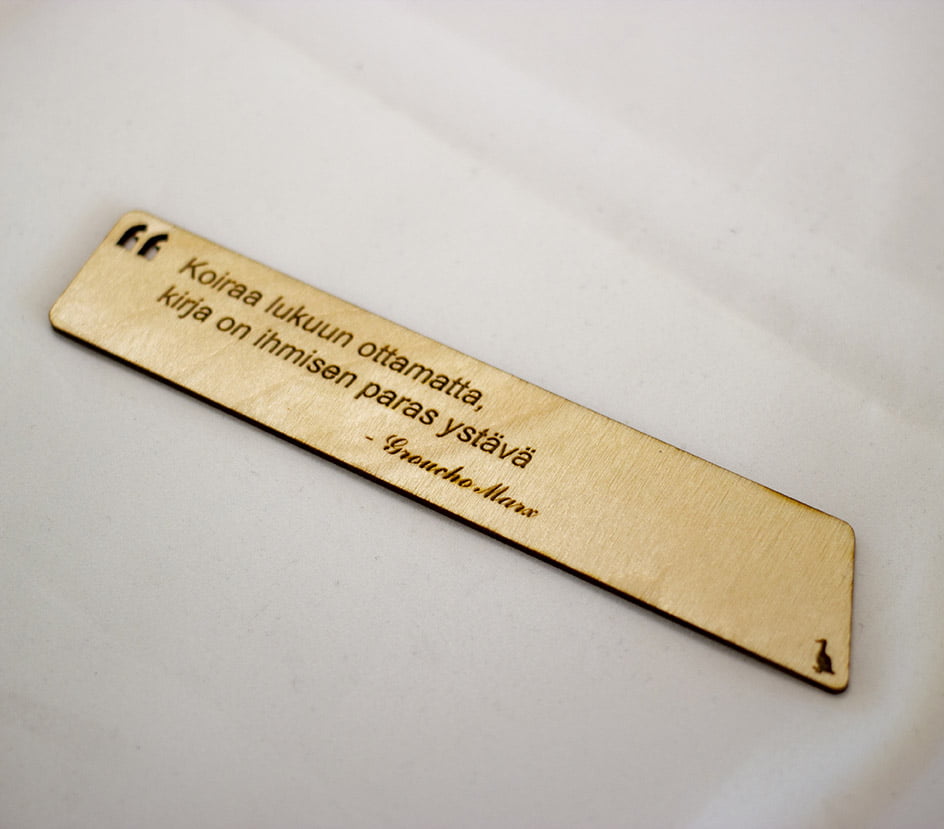 “
Koiraa lukuun ottamatta,
kirja on ihmisen paras ystävä
- Groucho Marx